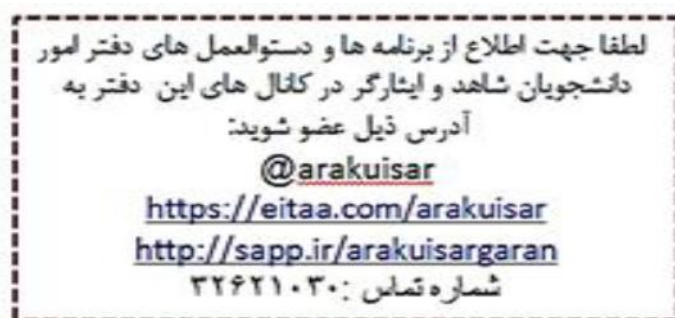 لطفا جهت اطلاع از برنامه ها و دستوالعمل های دفتر امور
دانشجویان شاهد و ایثارگر در کانال های این دفتر به
آدرس ذیل عضو شوید:
@arakuisar
https://eitaa.com/arakuisar
http://sapp.ir/arakuisargaran
شماره تماس :۳۲۶۲۱۰۳۰